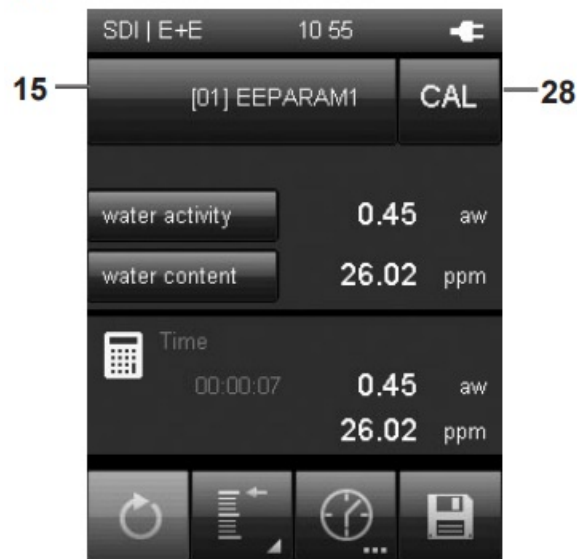 SDI | E+E 10 55
15 [01] EEPARAM1 CAL 28
water activity 0.45 aw
water content 26.02 ppm
Time
00:00:07 0.45 aw
26.02 ppm